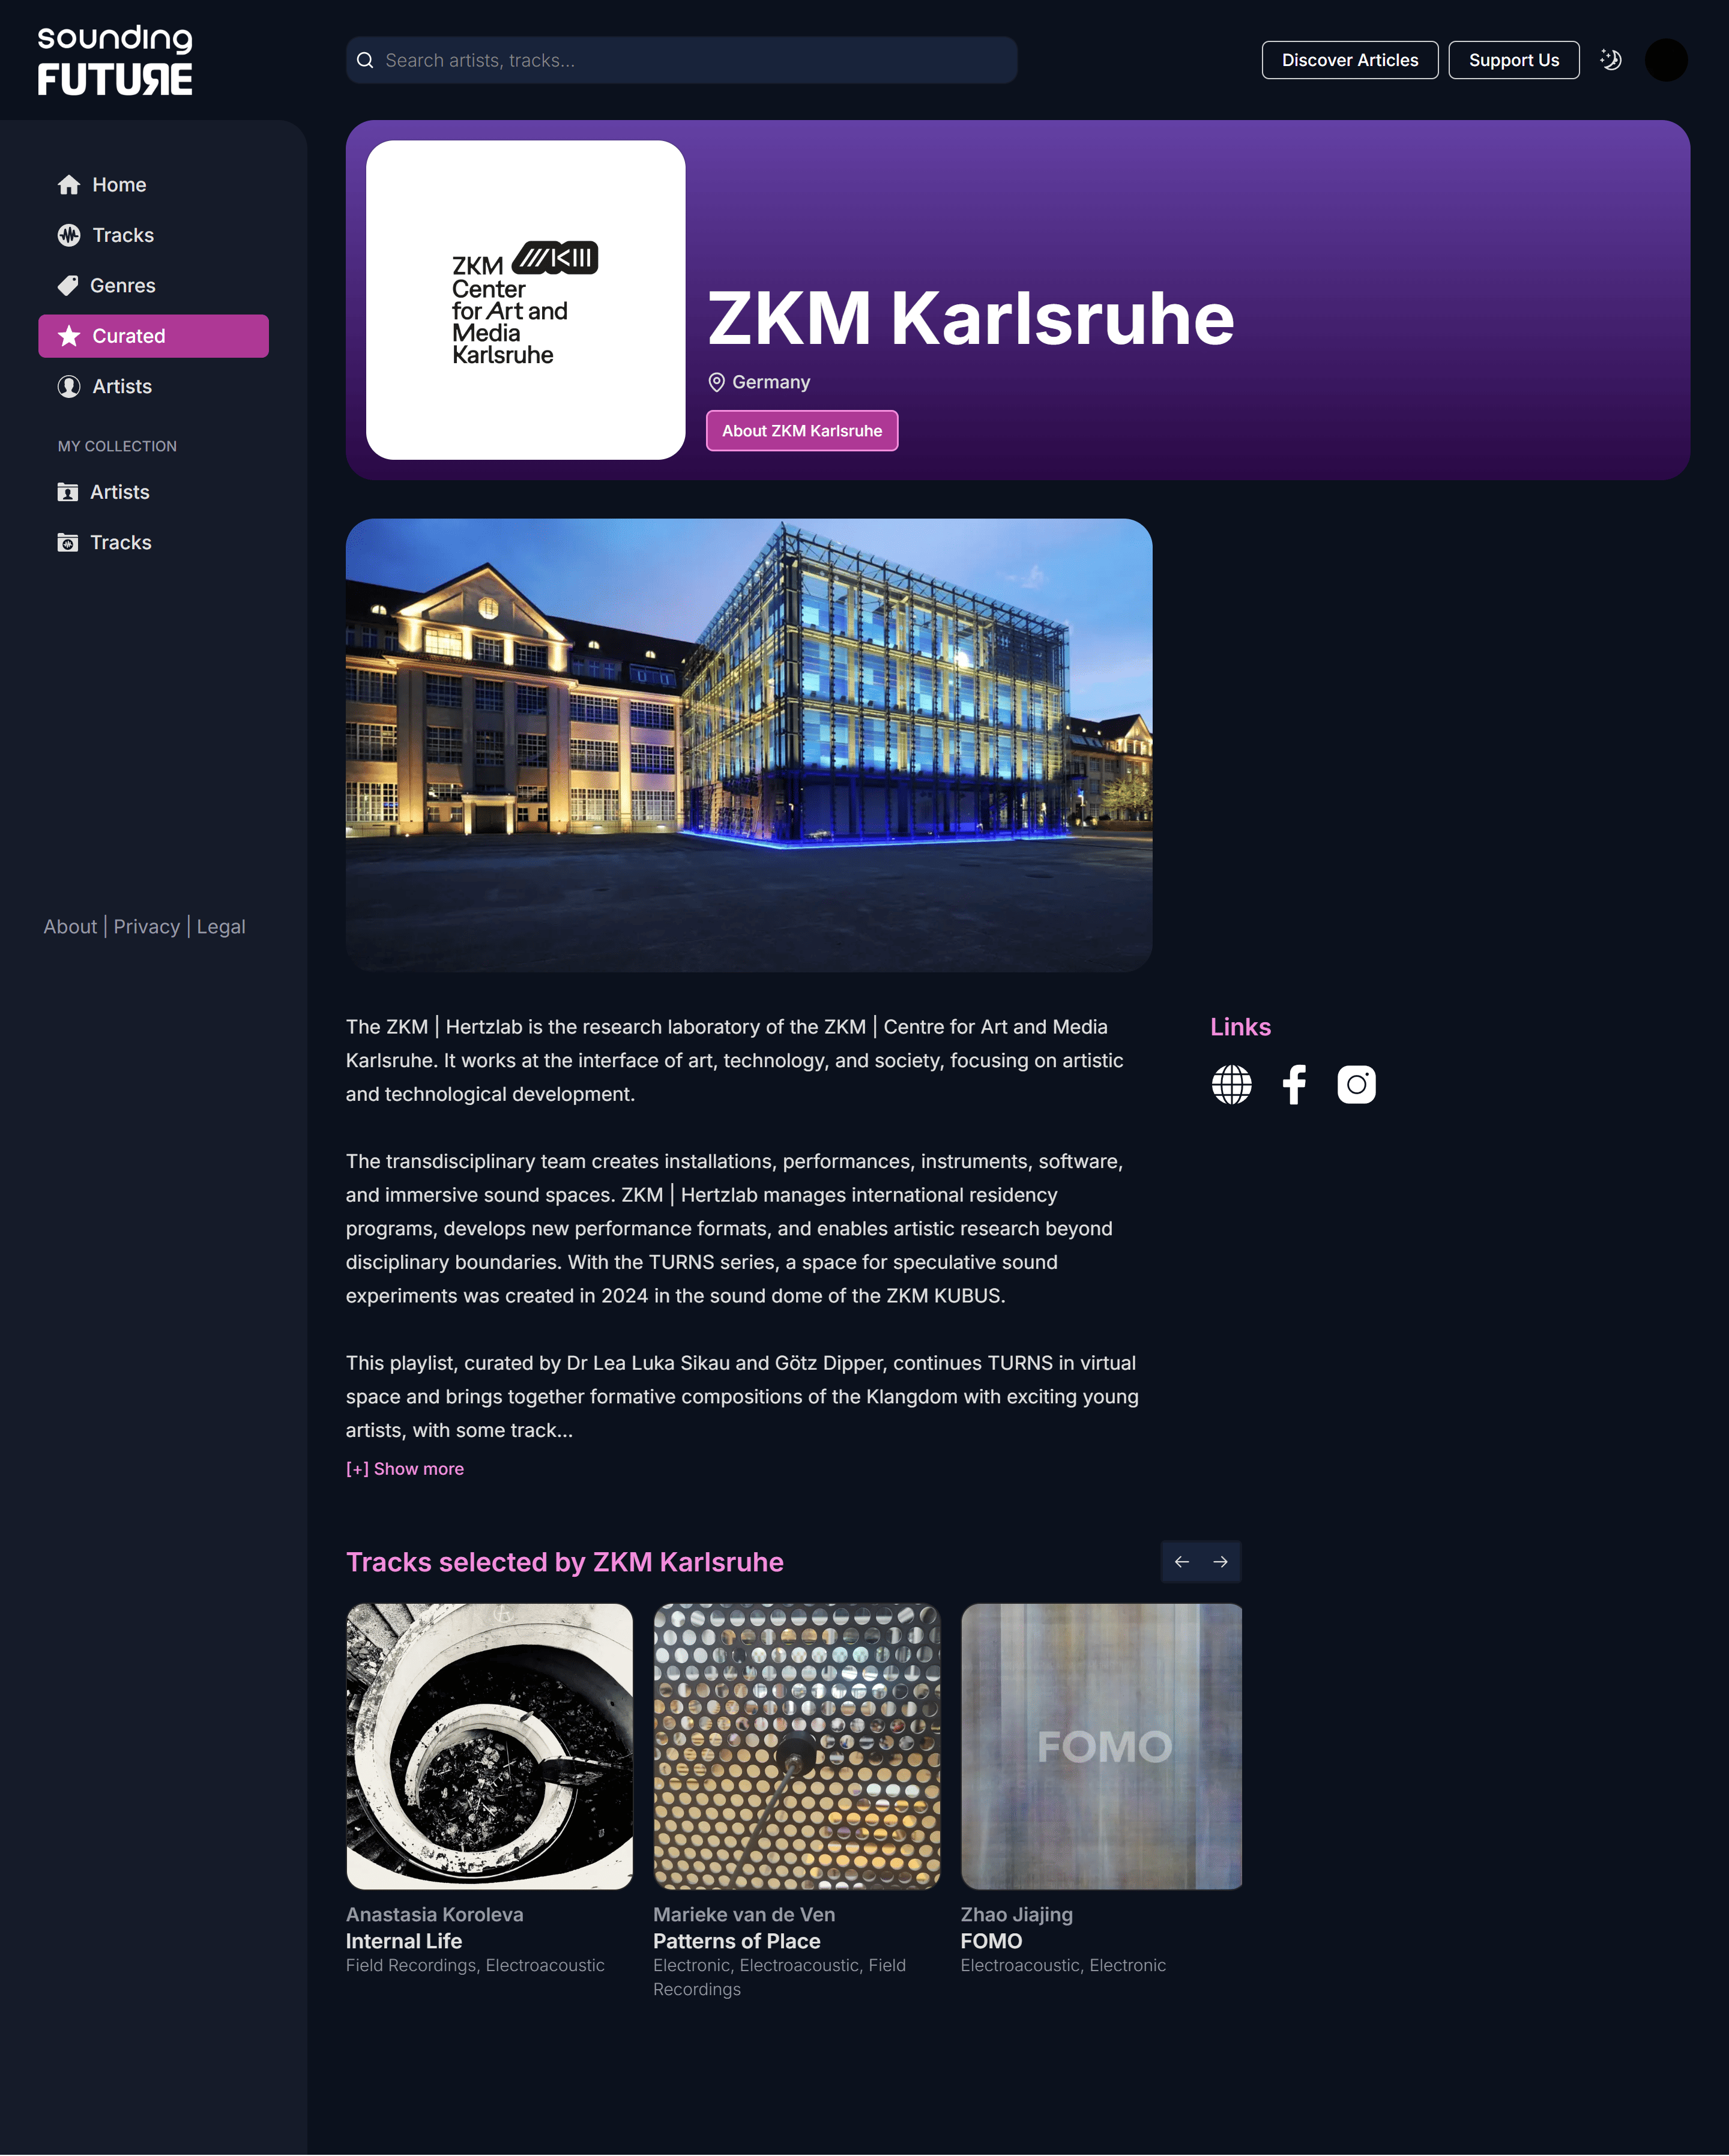 sounding
FUTURE
Search artists, tracks...
Discover Articles
Support Us
Home
Tracks
Genres
Curated
Artists
MY COLLECTION
Artists
Tracks
About | Privacy | Legal
ZKM
Center
for Art and
Media
Karlsruhe
ZKM Karlsruhe
Germany
About ZKM Karlsruhe
The ZKM | Hertzlab is the research laboratory of the ZKM | Centre for Art and Media
Karlsruhe. It works at the interface of art, technology, and society, focusing on artistic
and technological development.
The transdisciplinary team creates installations, performances, instruments, software,
and immersive sound spaces. ZKM | Hertzlab manages international residency
programs, develops new performance formats, and enables artistic research beyond
disciplinary boundaries. With the TURNS series, a space for speculative sound
experiments was created in 2024 in the sound dome of the ZKM KUBUS.
This playlist, curated by Dr Lea Luka Sikau and Götz Dipper, continues TURNS in virtual
space and brings together formative compositions of the Klangdom with exciting young
artists, with some track...
[+] Show more
Links
Tracks selected by ZKM Karlsruhe
FOMO
Anastasia Koroleva
Internal Life
Field Recordings, Electroacoustic
Marieke van de Ven
Patterns of Place
Electronic, Electroacoustic, Field
Recordings
Zhao Jiajing
FOMO
Electroacoustic, Electronic